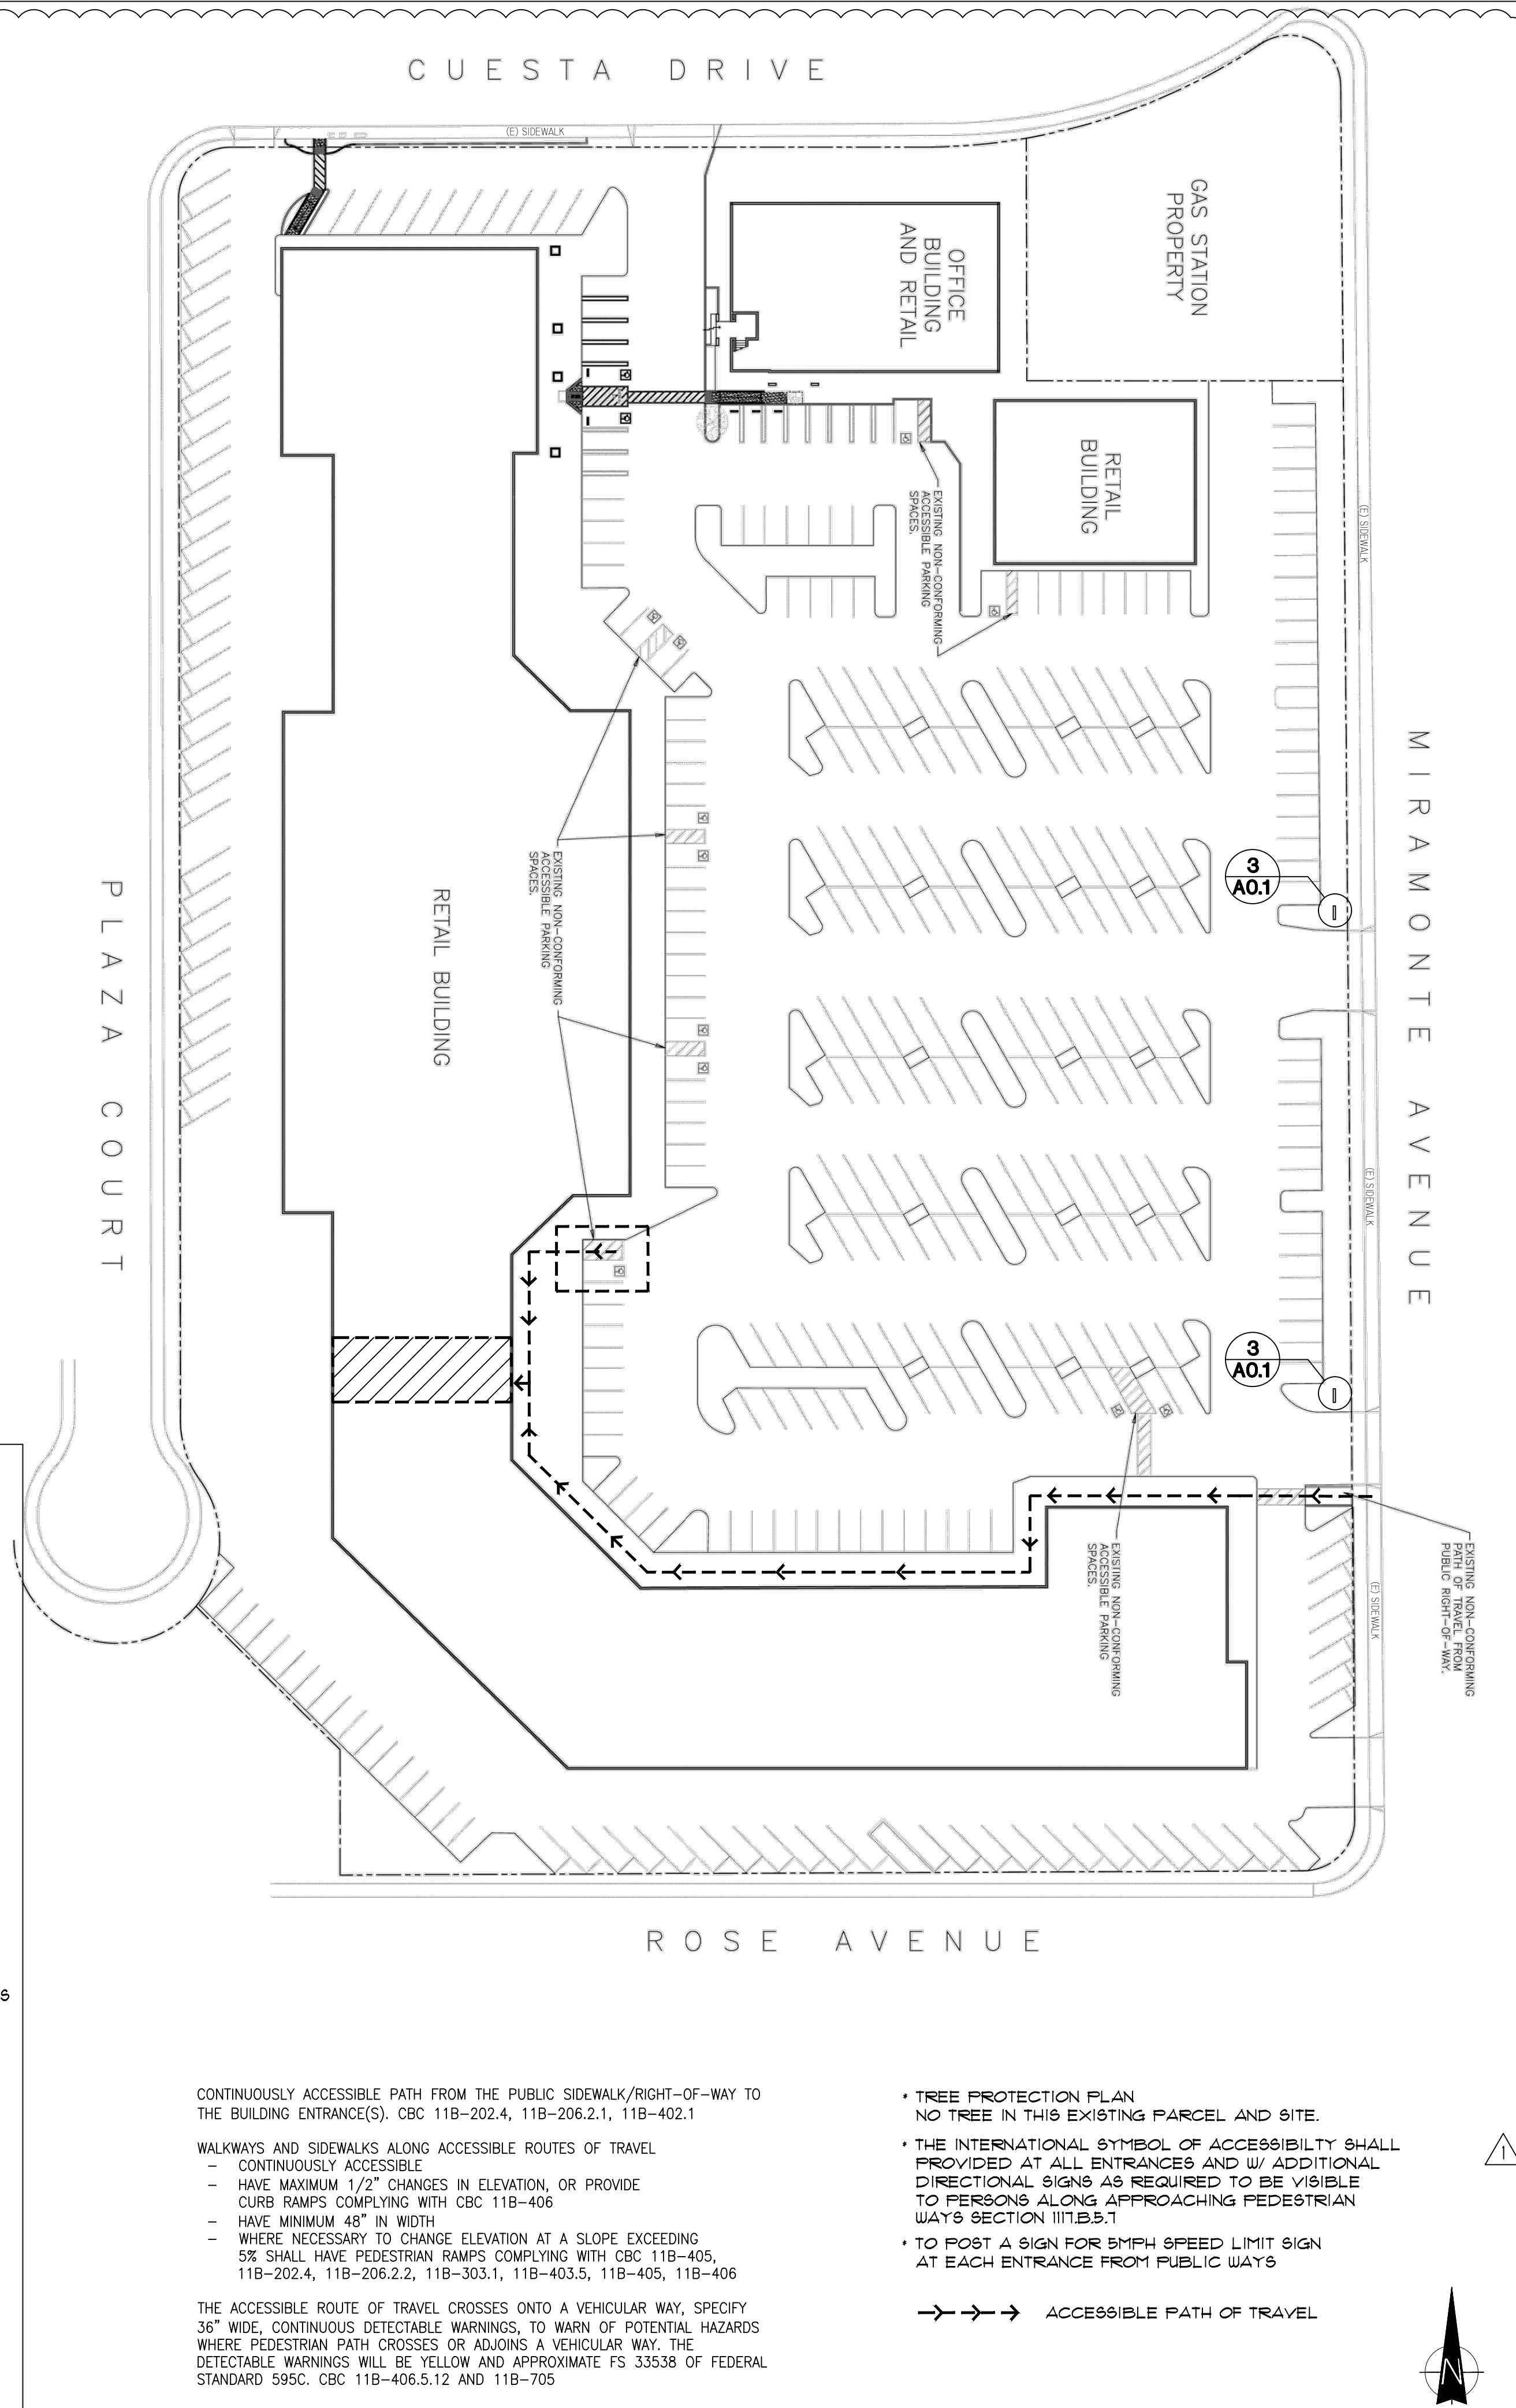 CUESTA DRIVE
(E) SIDEWALK
GAS STATION
PROPERTY
OFFICE
BUILDING
AND RETAIL
RETAIL
BUILDING
EXISTING NON-CONFORMING
ACCESSIBLE PARKING
SPACES.
(E) SIDEWALK
MIRAMONTE AVENUE
3
A0.1
EXISTING NON-CONFORMING
ACCESSIBLE PARKING
SPACES.
RETAIL BUILDING
PLAZA COURT
(E) SIDEWALK
3
A0.1
EXISTING NON-CONFORMING
PATH OF TRAVEL FROM
PUBLIC RIGHT-OF-WAY.
EXISTING NON-CONFORMING
ACCESSIBLE PARKING
SPACES.
(E) SIDEWALK
ROSE AVENUE
S
CONTINUOUSLY ACCESSIBLE PATH FROM THE PUBLIC SIDEWALK/RIGHT-OF-WAY TO
THE BUILDING ENTRANCE(S). CBC 11B-202.4, 11B-206.2.1, 11B-402.1
WALKWAYS AND SIDEWALKS ALONG ACCESSIBLE ROUTES OF TRAVEL
- CONTINUOUSLY ACCESSIBLE
- HAVE MAXIMUM 1/2" CHANGES IN ELEVATION, OR PROVIDE
CURB RAMPS COMPLYING WITH CBC 11B-406
- HAVE MINIMUM 48" IN WIDTH
- WHERE NECESSARY TO CHANGE ELEVATION AT A SLOPE EXCEEDING
5% SHALL HAVE PEDESTRIAN RAMPS COMPLYING WITH CBC 11B-405,
11B-202.4, 11B-206.2.2, 11B-303.1, 11B-403.5, 11B-405, 11B-406
THE ACCESSIBLE ROUTE OF TRAVEL CROSSES ONTO A VEHICULAR WAY, SPECIFY
36" WIDE, CONTINUOUS DETECTABLE WARNINGS, TO WARN OF POTENTIAL HAZARDS
WHERE PEDESTRIAN PATH CROSSES OR ADJOINS A VEHICULAR WAY. THE
DETECTABLE WARNINGS WILL BE YELLOW AND APPROXIMATE FS 33538 OF FEDERAL
STANDARD 595C. CBC 11B-406.5.12 AND 11B-705
* TREE PROTECTION PLAN
NO TREE IN THIS EXISTING PARCEL AND SITE.
* THE INTERNATIONAL SYMBOL OF ACCESSIBILTY SHALL
PROVIDED AT ALL ENTRANCES AND W/ ADDITIONAL
DIRECTIONAL SIGNS AS REQUIRED TO BE VISIBLE
TO PERSONS ALONG APPROACHING PEDESTRIAN
WAYS SECTION 1117.B.5.7
* TO POST A SIGN FOR 5MPH SPEED LIMIT SIGN
AT EACH ENTRANCE FROM PUBLIC WAYS
ACCESSIBLE PATH OF TRAVEL
1
N